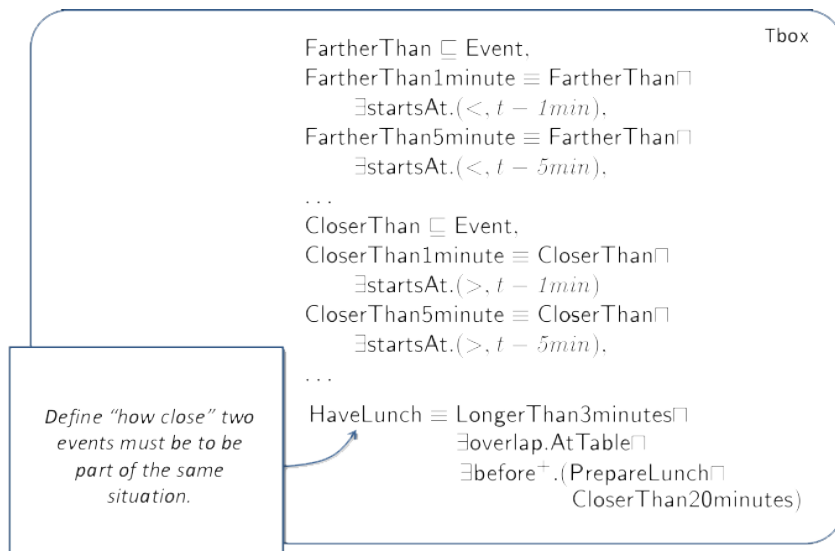 Tbox
FartherThan ⊑ Event,
FartherThan1minute ≡ FartherThan⊓
∃startsAt.(<, t − 1min),
FartherThan5minute ≡ FartherThan⊓
∃startsAt.(<, t − 5min),
...
CloserThan ⊑ Event,
CloserThan1minute ≡ CloserThan⊓
∃startsAt.(>, t − 1min)
CloserThan5minute ≡ CloserThan⊓
∃startsAt.(>, t − 5min),
...
HaveLunch ≡ LongerThan3minutes⊓
∃overlap.AtTable⊓
∃before⁺.(PrepareLunch⊓
CloserThan20minutes)
Define “how close” two
events must be to be
part of the same
situation.